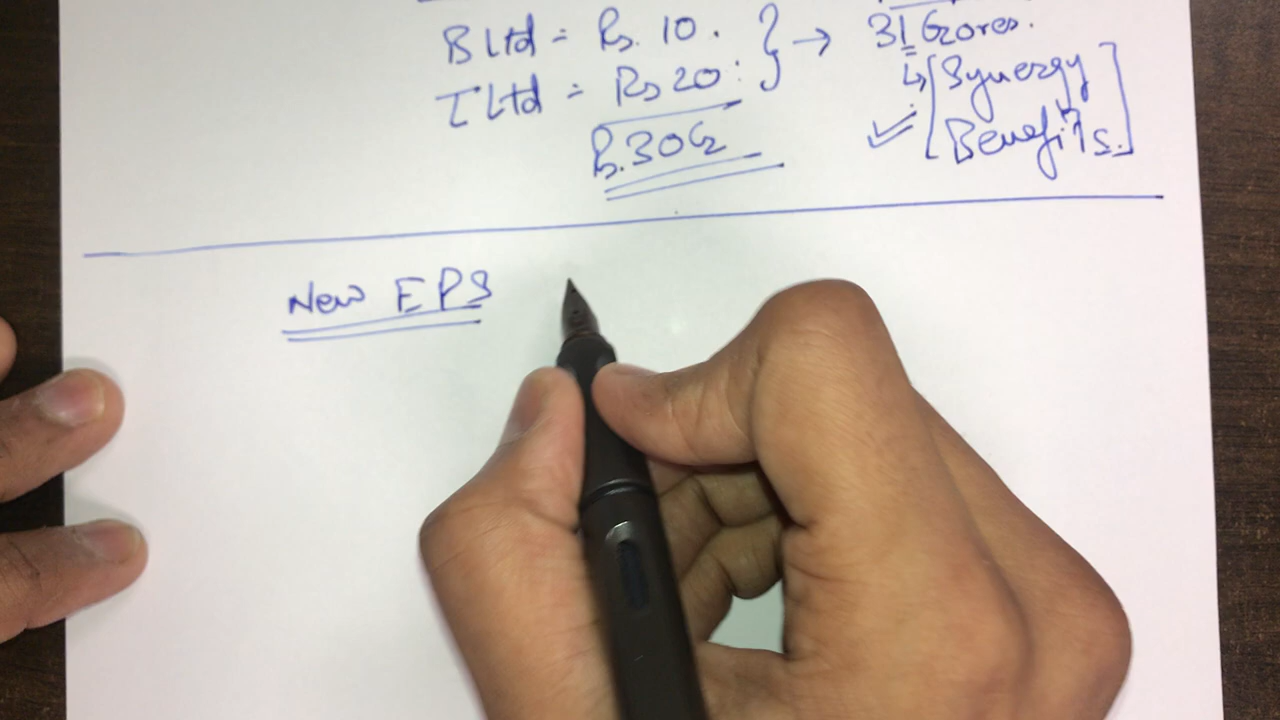 B Ltd = Rs. 10. } → 31 Crores.
T Ltd = Rs 20. ↳ [Synergy
Rs. 30 Cr ✓ Benefits.]
New EPS